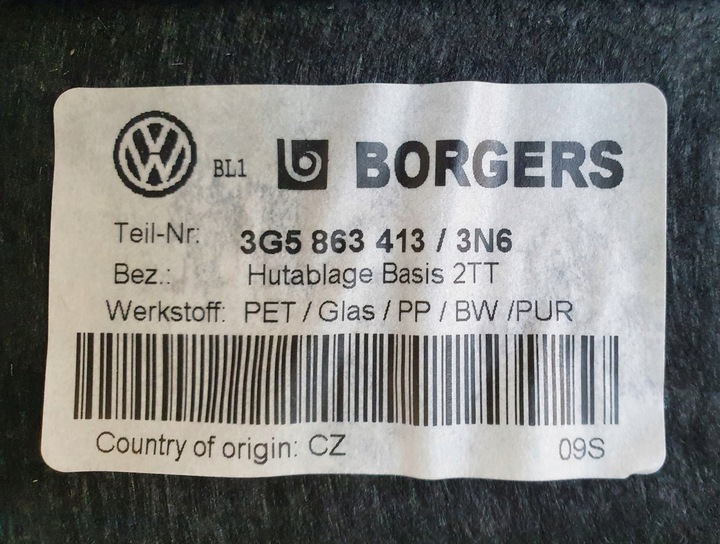 BL1 BORGERS
Teil-Nr: 3G5 863 413 / 3N6
Bez.: Hutablage Basis 2TT
Werkstoff: PET / Glas / PP / BW /PUR
Country of origin: CZ 09S